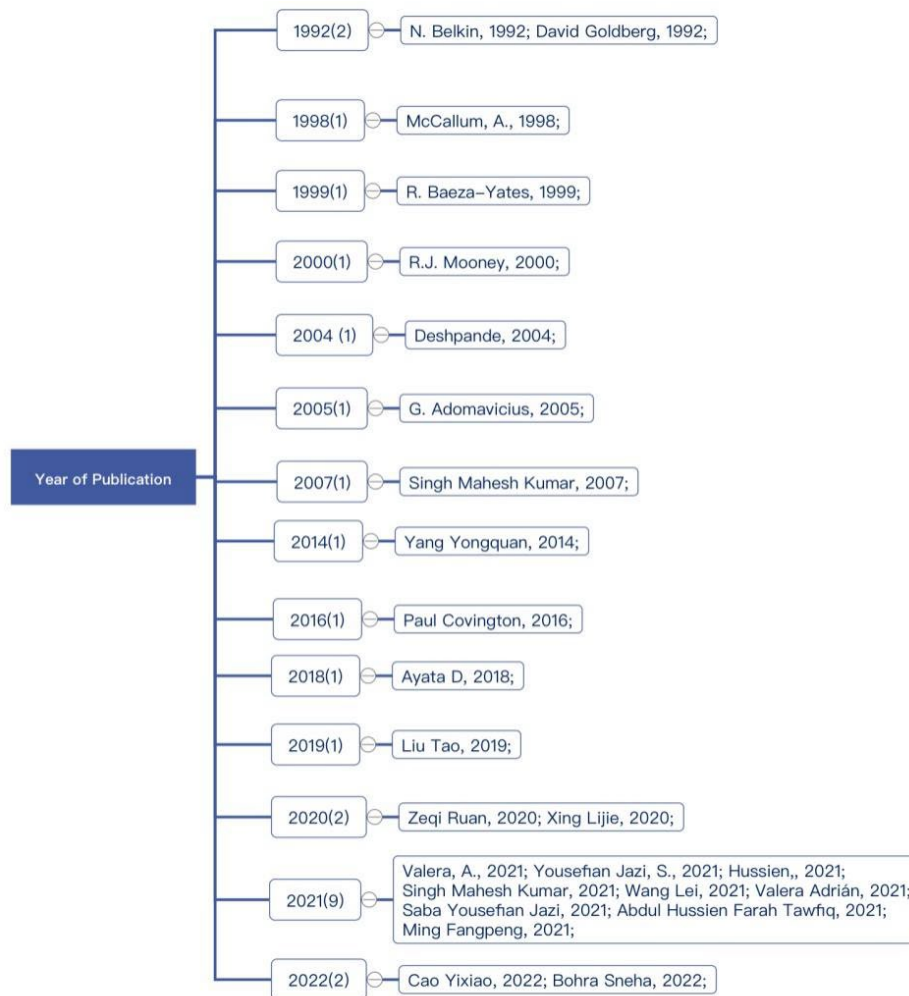 1992(2)
N. Belkin, 1992; David Goldberg, 1992;
1998(1)
McCallum, A., 1998;
1999(1)
R. Baeza-Yates, 1999;
2000(1)
R.J. Mooney, 2000;
2004 (1)
Deshpande, 2004;
2005(1)
G. Adomavicius, 2005;
Year of Publication
2007(1)
Singh Mahesh Kumar, 2007;
2014(1)
Yang Yongquan, 2014;
2016(1)
Paul Covington, 2016;
2018(1)
Ayata D, 2018;
2019(1)
Liu Tao, 2019;
2020(2)
Zeqi Ruan, 2020; Xing Lijie, 2020;
2021(9)
Valera, A., 2021; Yousefian Jazi, S., 2021; Hussien,, 2021;
Singh Mahesh Kumar, 2021; Wang Lei, 2021; Valera Adrián, 2021;
Saba Yousefian Jazi, 2021; Abdul Hussien Farah Tawfiq, 2021;
Ming Fangpeng, 2021;
2022(2)
Cao Yixiao, 2022; Bohra Sneha, 2022;